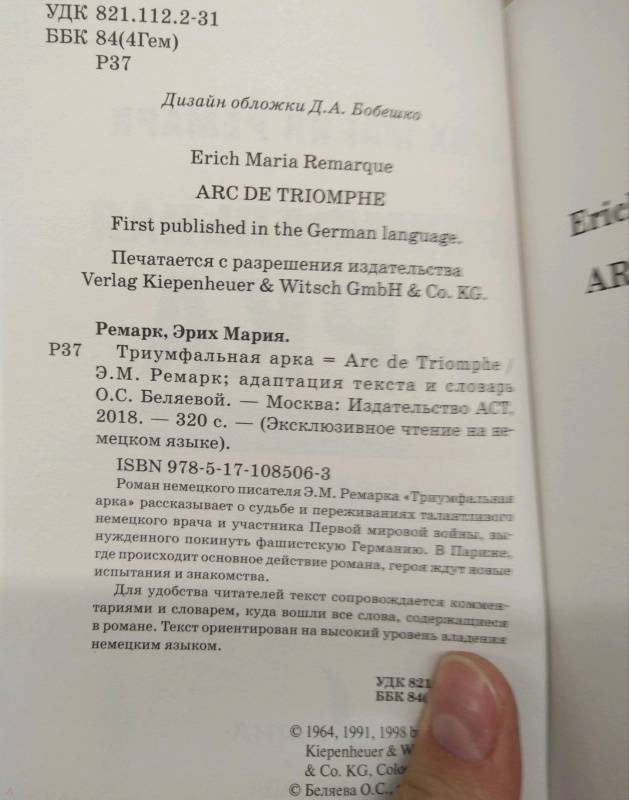 УДК 821.112.2-31
ББК 84(4Гем)
Р37
Дизайн обложки Д.А. Бобешко
Erich Maria Remarque
ARC DE TRIOMPHE
First published in the German language.
Печатается с разрешения издательства
Verlag Kiepenheuer & Witsch GmbH & Co. KG.
Ремарк, Эрих Мария.
Р37 Триумфальная арка = Arc de Triomphe /
Э.М. Ремарк; адаптация текста и словарь
О.С. Беляевой. — Москва: Издательство АСТ,
2018. — 320 с. — (Эксклюзивное чтение на не-
мецком языке).
ISBN 978-5-17-108506-3
Роман немецкого писателя Э.М. Ремарка «Триумфальная
арка» рассказывает о судьбе и переживаниях талантливого
немецкого врача и участника Первой мировой войны, вы-
нужденного покинуть фашистскую Германию. В Париже,
где происходит основное действие романа, героя ждут новые
испытания и знакомства.
Для удобства читателей текст сопровождается коммен-
тариями и словарем, куда вошли все слова, содержащиеся
в романе. Текст ориентирован на высокий уровень владения
немецким языком.
УДК 821
ББК 84(
© 1964, 1991, 1998 b
Kiepenheuer & W
& Co. KG, Colo
© Беляева О.С.,
Erich
AR